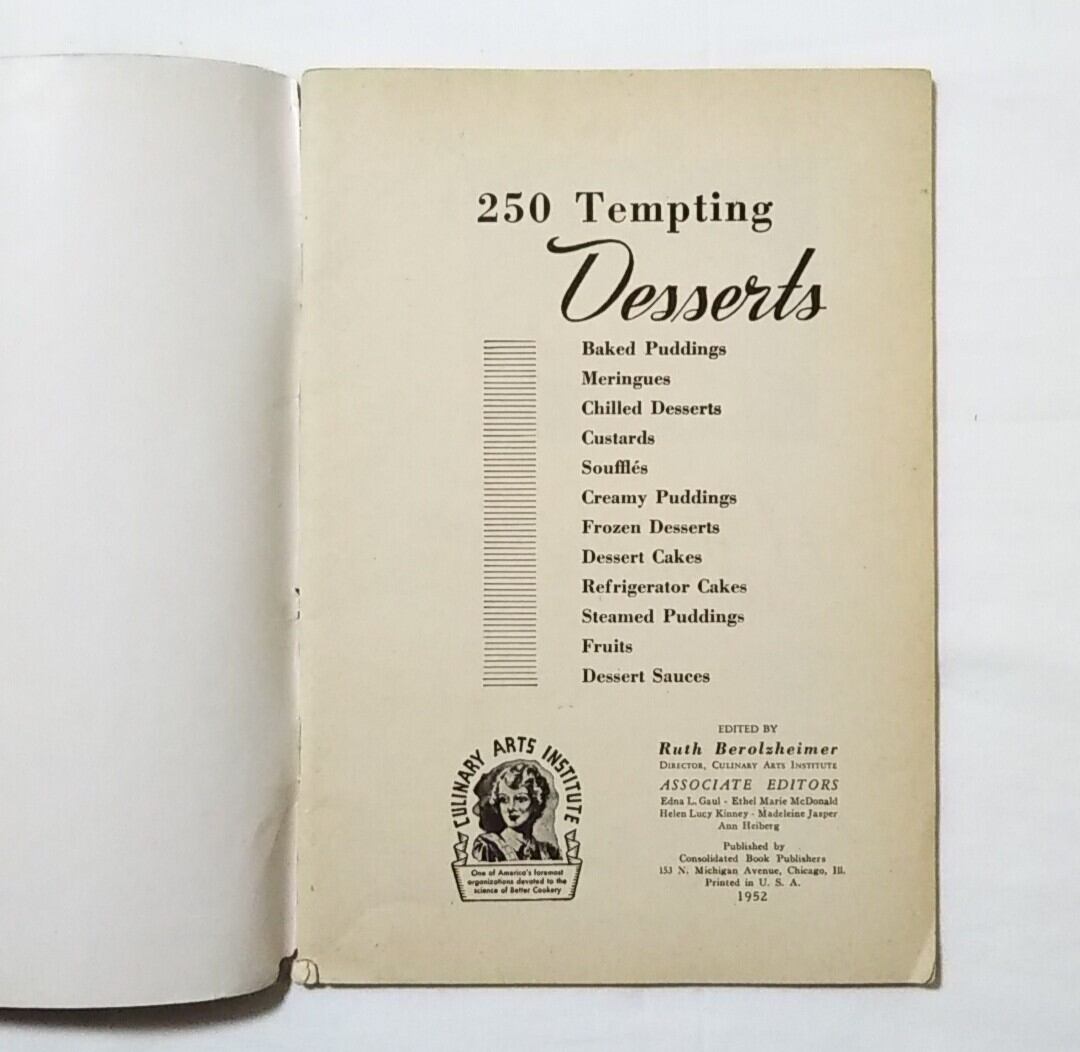 250 Tempting
Desserts
Baked Puddings
Meringues
Chilled Desserts
Custards
Soufflés
Creamy Puddings
Frozen Desserts
Dessert Cakes
Refrigerator Cakes
Steamed Puddings
Fruits
Dessert Sauces
CULINARY ARTS INSTITUTE
One of America's foremost
organizations devoted to the
science of Better Cookery
EDITED BY
Ruth Berolzheimer
DIRECTOR, CULINARY ARTS INSTITUTE
ASSOCIATE EDITORS
Edna L. Gaul · Ethel Marie McDonald
Helen Lucy Kinney · Madeleine Jasper
Ann Heiberg
Published by
Consolidated Book Publishers
153 N. Michigan Avenue, Chicago, Ill.
Printed in U. S. A.
1952